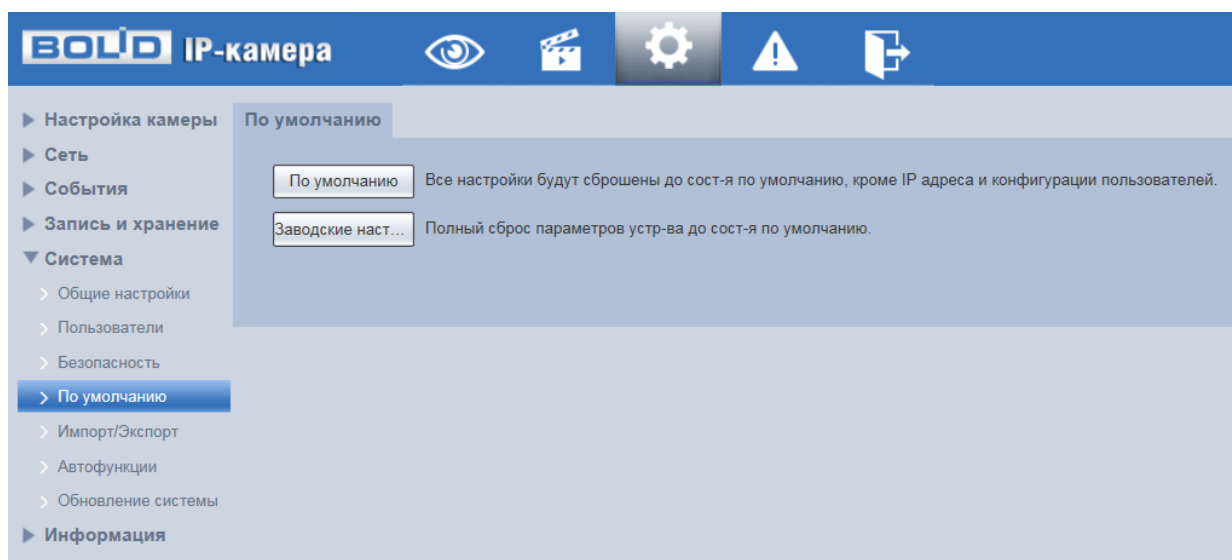 BOLID IP-камера
Настройка камеры
Сеть
События
Запись и хранение
Система
Общие настройки
Пользователи
Безопасность
По умолчанию
Импорт/Экспорт
Автофункции
Обновление системы
Информация
По умолчанию
По умолчанию Все настройки будут сброшены до сост-я по умолчанию, кроме IP адреса и конфигурации пользователей.
Заводские наст... Полный сброс параметров устр-ва до сост-я по умолчанию.